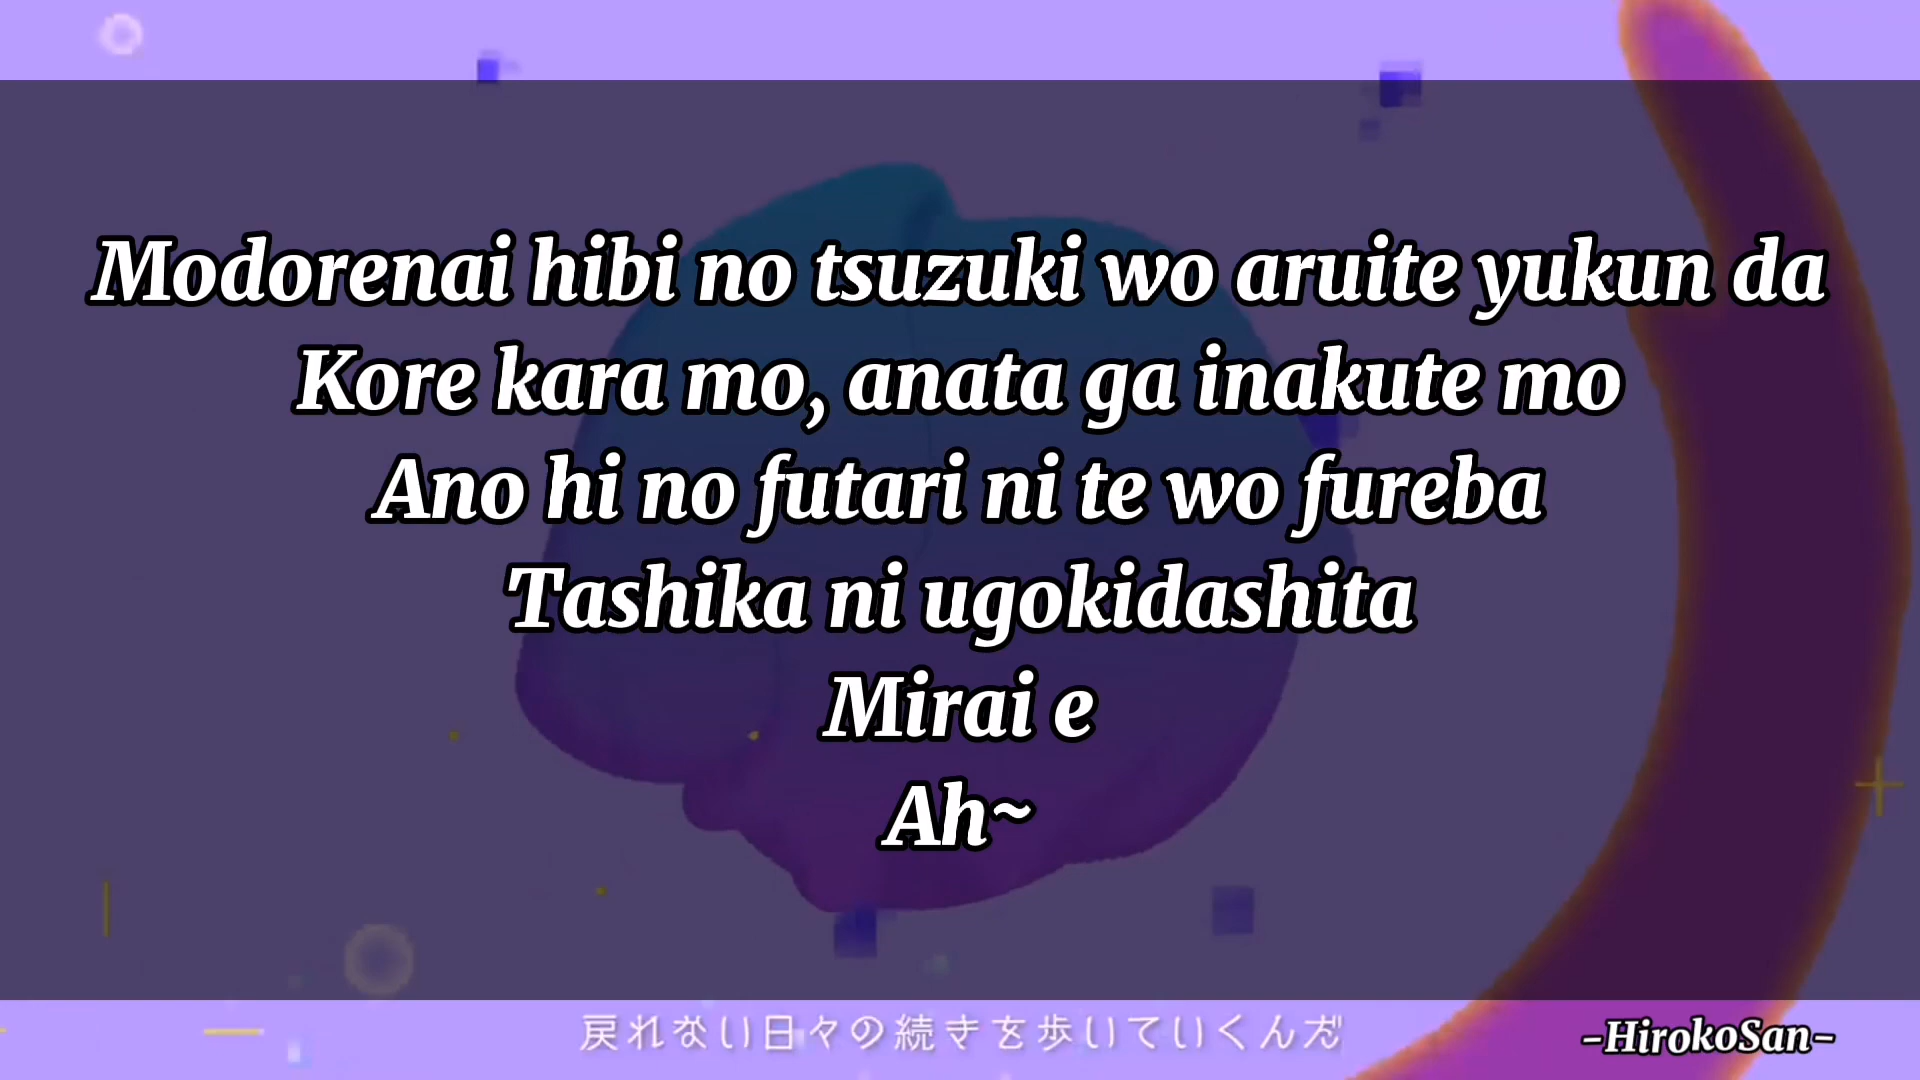 Modorenai hibi no tsuzuki wo aruite yukun da
Kore kara mo, anata ga inakute mo
Ano hi no futari ni te wo fureba
Tashika ni ugokidashita
Mirai e
Ah~
戻れない日々の続きを歩いていくんだ
-HirokoSan-